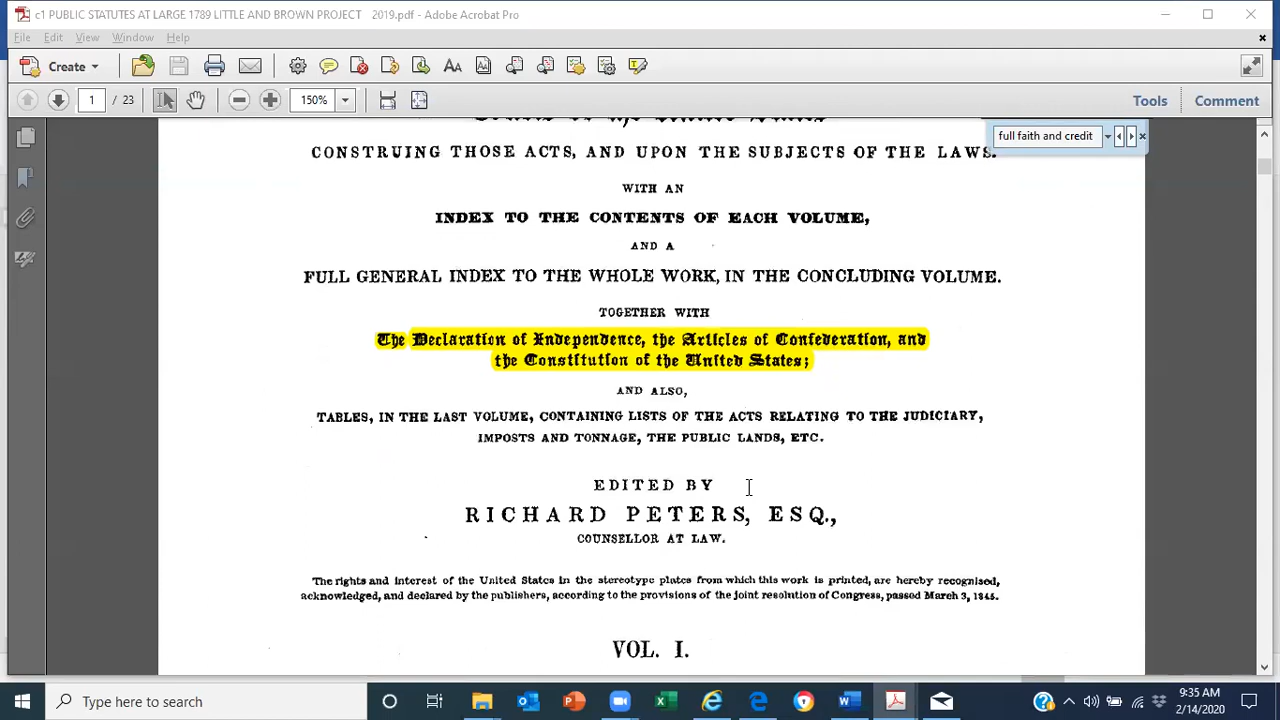 c1 PUBLIC STATUTES AT LARGE 1789 LITTLE AND BROWN PROJECT 2019.pdf - Adobe Acrobat Pro
File Edit View Window Help
Create
1 / 23 150% Tools Comment
full faith and credit
Courts of the United States
CONSTRUING THOSE ACTS, AND UPON THE SUBJECTS OF THE LAWS.
WITH AN
INDEX TO THE CONTENTS OF EACH VOLUME,
AND A
FULL GENERAL INDEX TO THE WHOLE WORK, IN THE CONCLUDING VOLUME.
TOGETHER WITH
The Declaration of Independence, the Articles of Confederation, and
the Constitution of the United States;
AND ALSO,
TABLES, IN THE LAST VOLUME, CONTAINING LISTS OF THE ACTS RELATING TO THE JUDICIARY,
IMPOSTS AND TONNAGE, THE PUBLIC LANDS, ETC.
EDITED BY
RICHARD PETERS, ESQ.,
COUNSELLOR AT LAW.
The rights and interest of the United States in the stereotype plates from which this work is printed, are hereby recognised,
acknowledged, and declared by the publishers, according to the provisions of the joint resolution of Congress, passed March 3, 1845.
VOL. I.
Type here to search
9:35 AM
2/14/2020